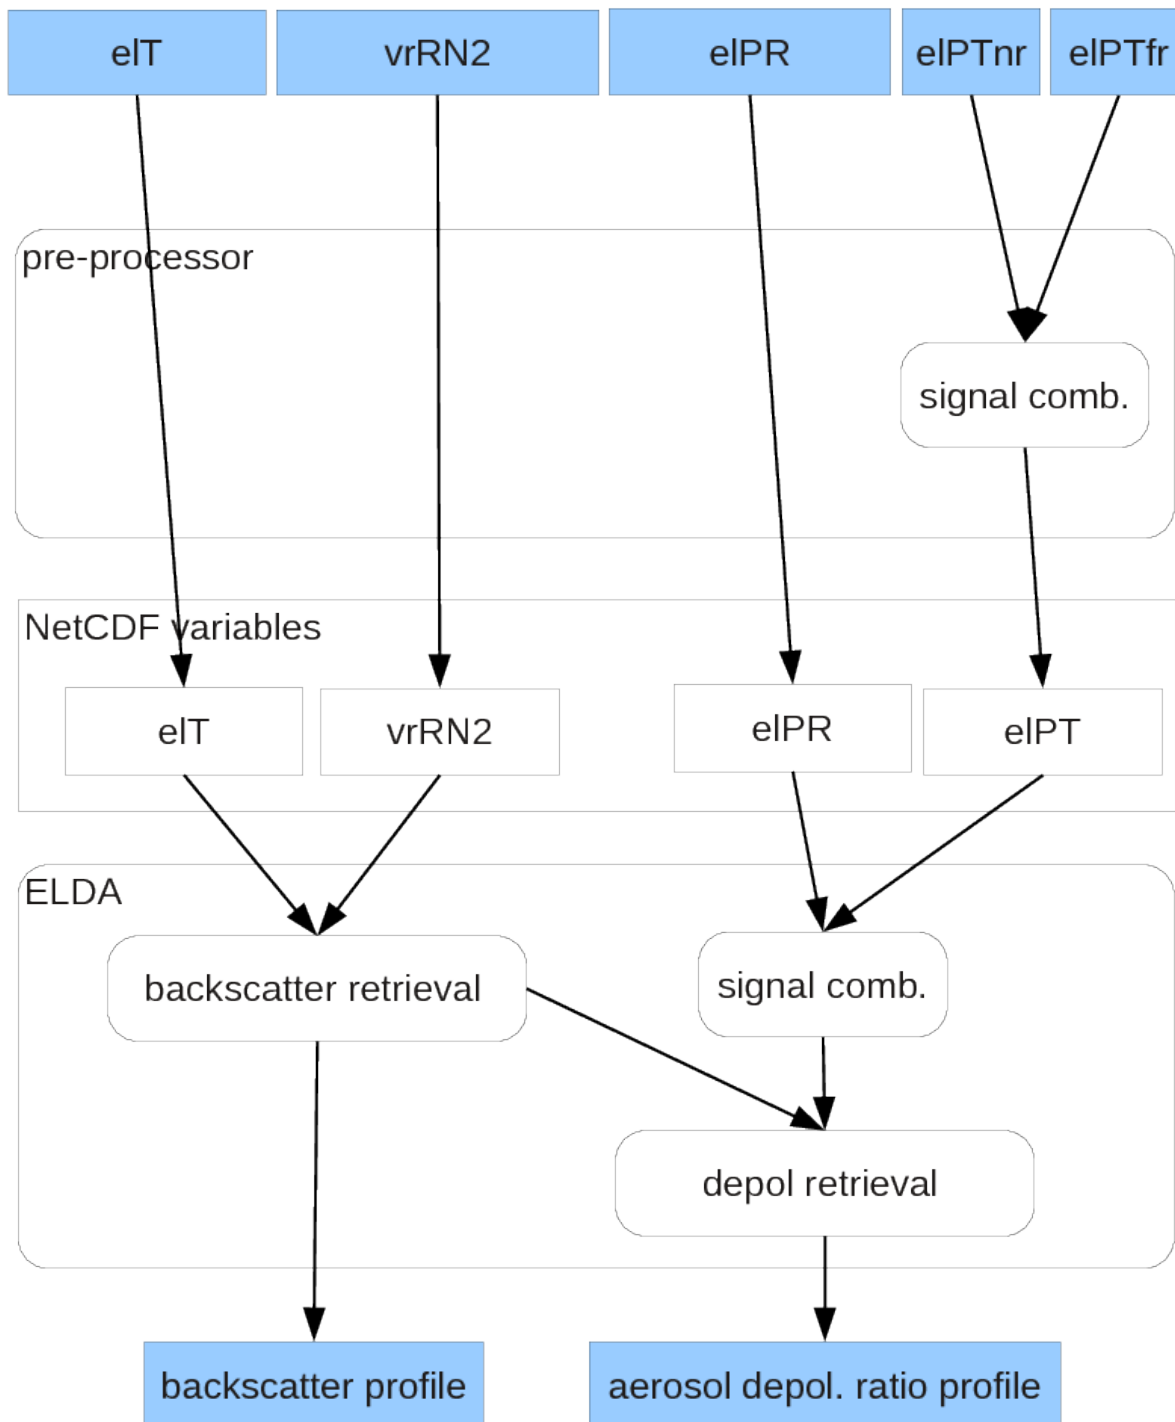 elT
vrRN2
elPR
elPTnr
elPTfr
pre-processor
signal comb.
NetCDF variables
elT
vrRN2
elPR
elPT
ELDA
backscatter retrieval
signal comb.
depol retrieval
backscatter profile
aerosol depol. ratio profile